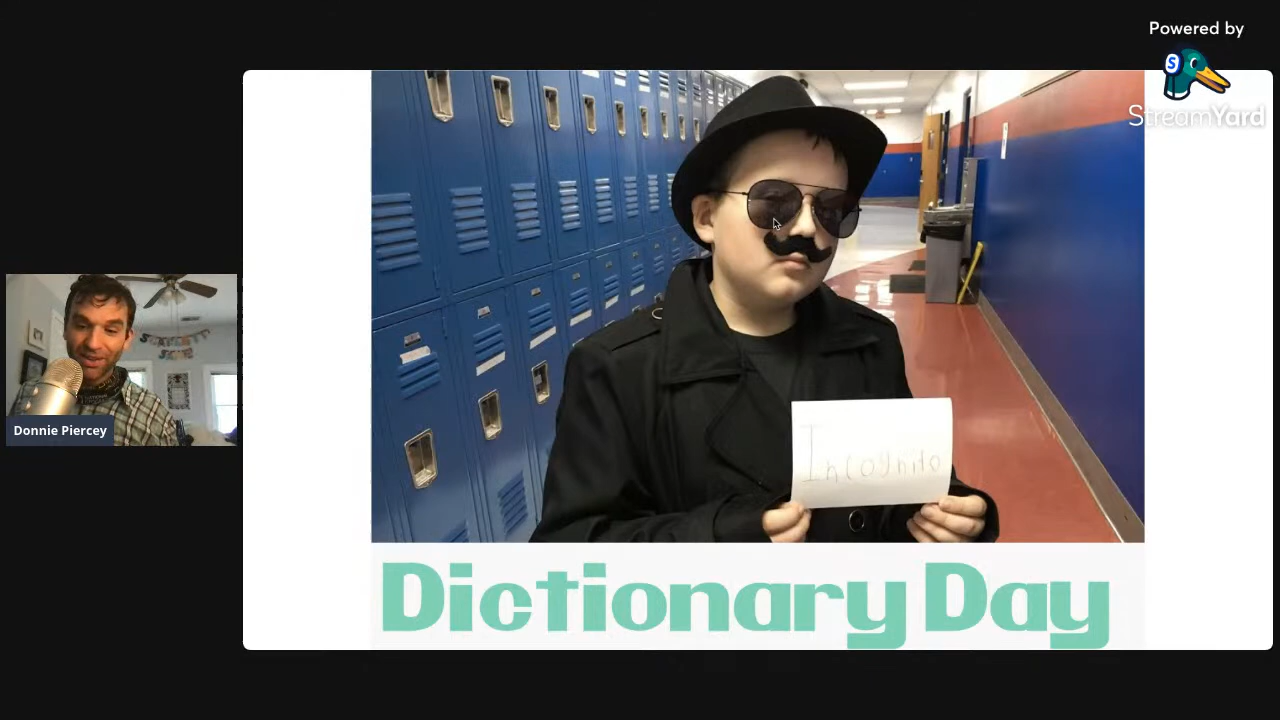 Powered by
StreamYard
Donnie Piercey
Incognito
Dictionary Day